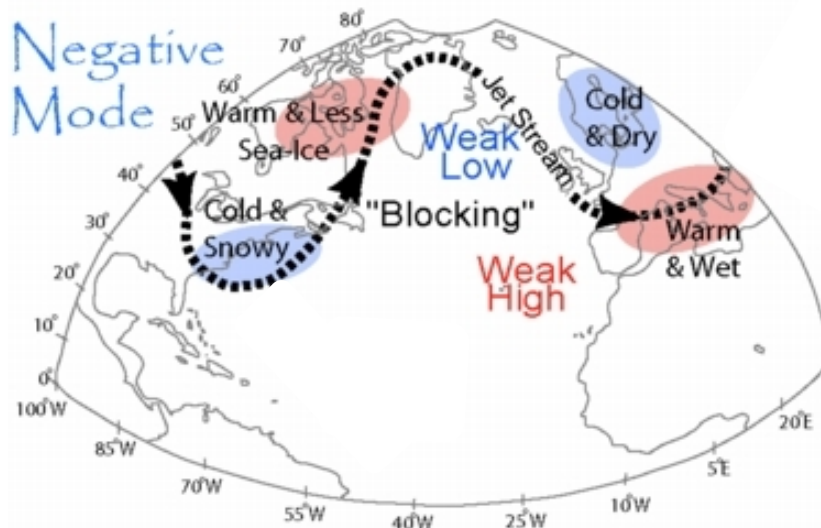 Negative
Mode
80°
70°
60°
50°
40°
30°
20°
10°
0°
Warm & Less
Sea-Ice
Cold &
Snowy
"Blocking"
Weak
Low
Jet Stream
Cold
& Dry
Weak
High
Warm
& Wet
100°W
85°W
70°W
55°W
40°W
25°W
10°W
5°E
20°E